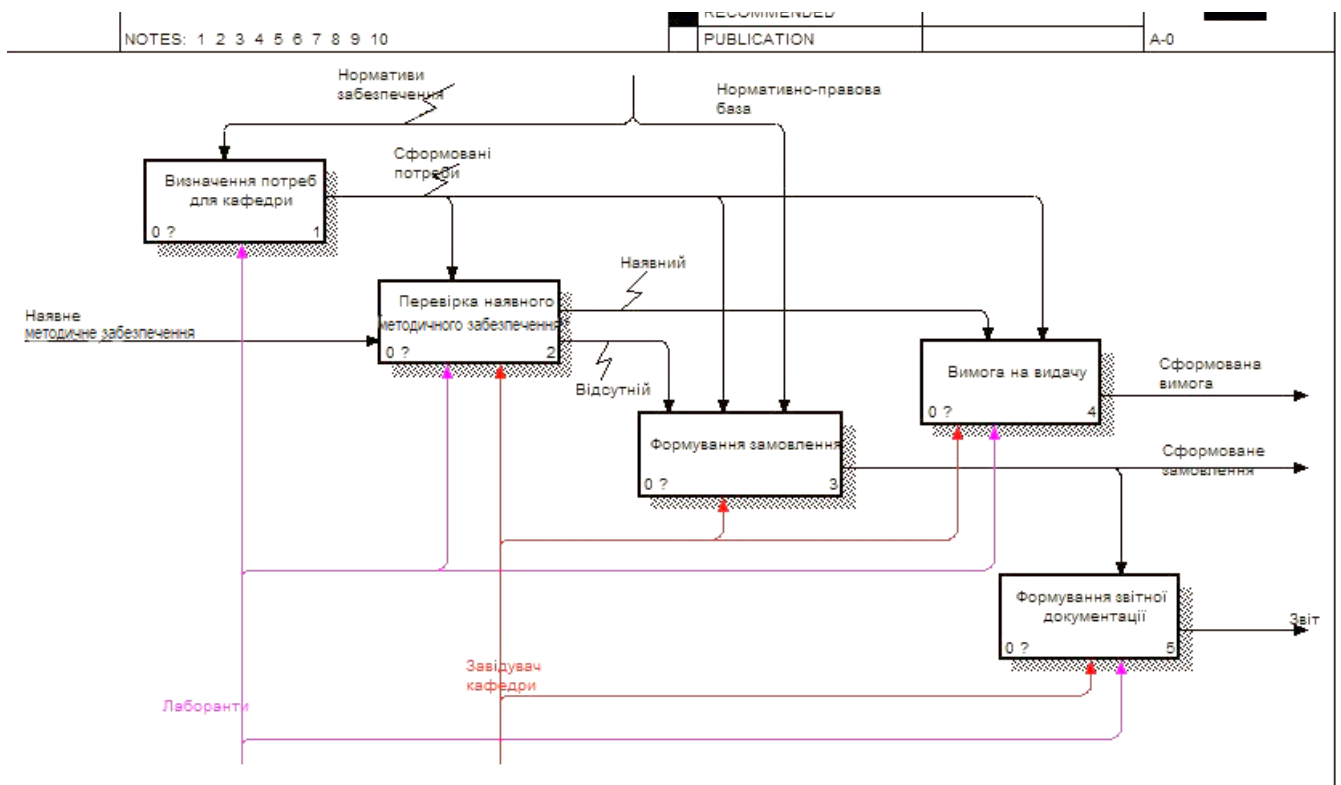 RECOMMENDED
NOTES: 1 2 3 4 5 6 7 8 9 10
PUBLICATION
A-0
Нормативи
забезпечення
Нормативно-правова
база
Сформовані
потреби
Визначення потреб
для кафедри
0 ?
1
Наявний
Перевірка наявного
методичного забезпечення
0 ?
2
Наявне
методичне забезпечення
Відсутній
Вимога на видачу
0 ?
4
Сформована
вимога
Формування замовлення
0 ?
3
Сформоване
замовлення
Формування звітної
документації
0 ?
5
Звіт
Завідувач
кафедри
Лаборанти